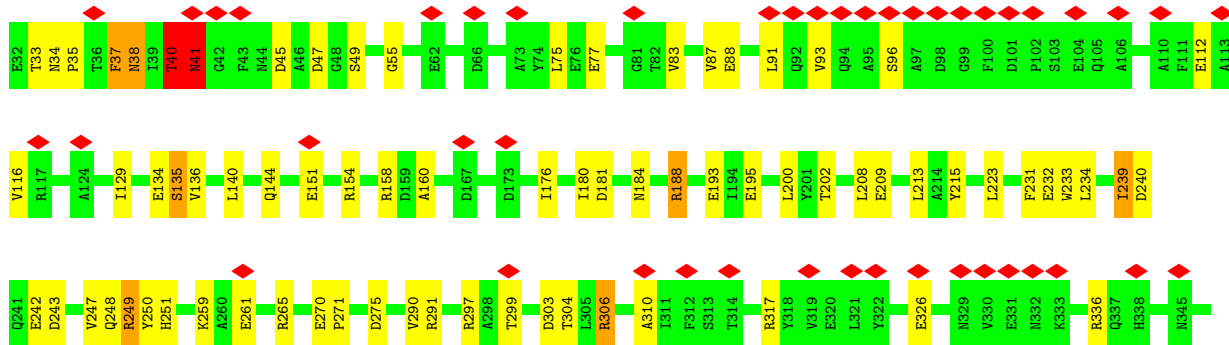 E32 T33 N34 P35 T36 F37 N38 I39 T40 N41 G42 F43 N44 D45 A46 D47 G48 S49 G55 E62 D66 A73 Y74 L75 E76 E77 G81 T82 V83 V87 E88 L91 Q92 V93 Q94 A95 S96 A97 D98 G99 F100 D101 P102 S103 E104 Q105 A106 A110 F111 E112 A113
V116 R117 A124 I129 E134 S135 V136 L140 Q144 E151 R154 R158 D159 A160 D167 D173 I176 I180 D181 N184 R188 E193 I194 E195 L200 Y201 T202 L208 E209 L213 A214 Y215 L223 F231 E232 W233 L234 I239 D240
Q241 E242 D243 V247 Q248 R249 Y250 H251 K259 A260 E261 R265 E270 P271 D275 V290 R291 R297 A298 T299 D303 T304 L305 R306 A310 I311 F312 S313 T314 R317 Y318 V319 E320 L321 Y322 E326 N329 V330 E331 N332 K333 R336 Q337 H338 N345